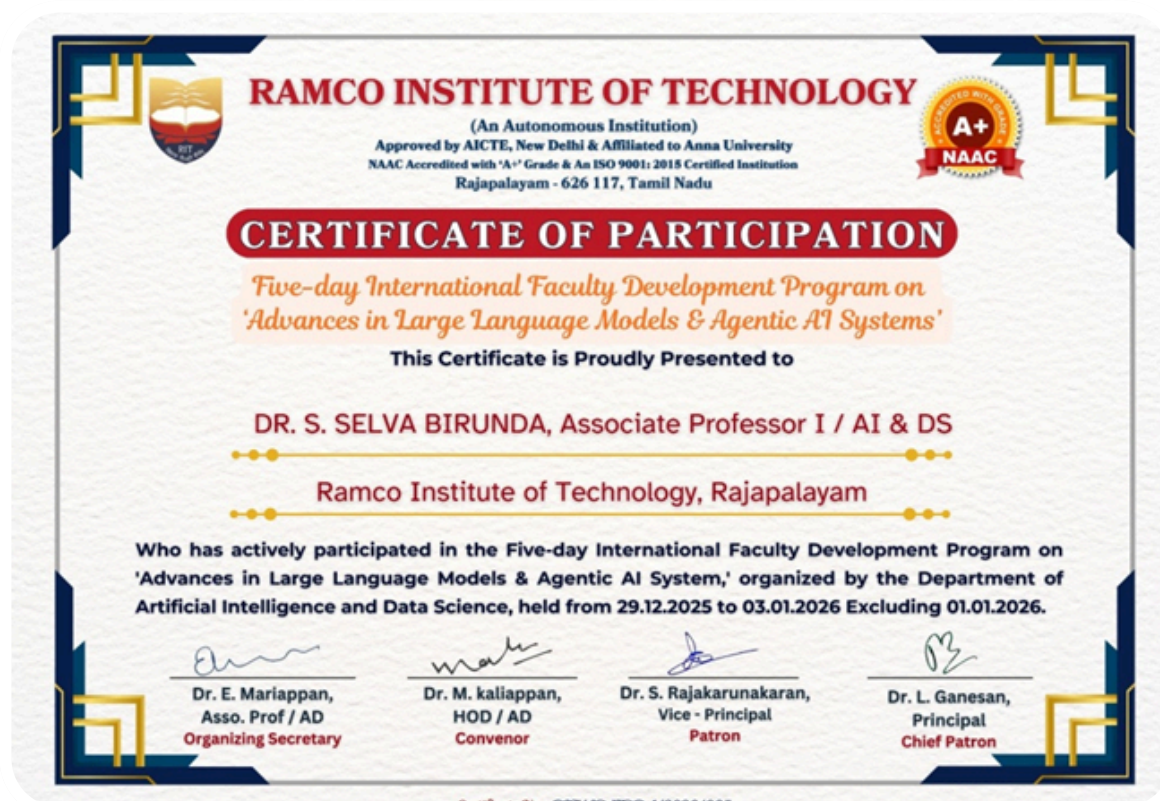 RAMCO INSTITUTE OF TECHNOLOGY
(An Autonomous Institution)
Approved by AICTE, New Delhi & Affiliated to Anna University
NAAC Accredited with 'A+' Grade & An ISO 9001: 2015 Certified Institution
Rajapalayam - 626 117, Tamil Nadu
RIT
ACCREDITED WITH GRADE
A+
NAAC
CERTIFICATE OF PARTICIPATION
Five-day International Faculty Development Program on
'Advances in Large Language Models & Agentic AI Systems'
This Certificate is Proudly Presented to
DR. S. SELVA BIRUNDA, Associate Professor I / AI & DS
Ramco Institute of Technology, Rajapalayam
Who has actively participated in the Five-day International Faculty Development Program on
'Advances in Large Language Models & Agentic AI System,' organized by the Department of
Artificial Intelligence and Data Science, held from 29.12.2025 to 03.01.2026 Excluding 01.01.2026.
Dr. E. Mariappan,
Asso. Prof / AD
Organizing Secretary
Dr. M. kaliappan,
HOD / AD
Convenor
Dr. S. Rajakarunakaran,
Vice - Principal
Patron
Dr. L. Ganesan,
Principal
Chief Patron